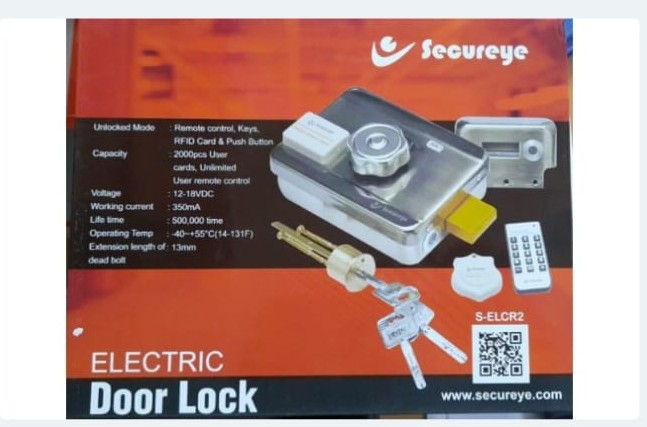 Secureye
Unlocked Mode : Remote control, Keys,
RFID Card & Push Button
Capacity : 2000pcs User
cards, Unlimited
User remote control
Voltage : 12-18VDC
Working current : 350mA
Life time : 500,000 time
Operating Temp : -40~+55°C(14-131F)
Extension length of : 13mm
dead bolt
Secureye
S-ELCR2
ELECTRIC
Door Lock
www.secureye.com